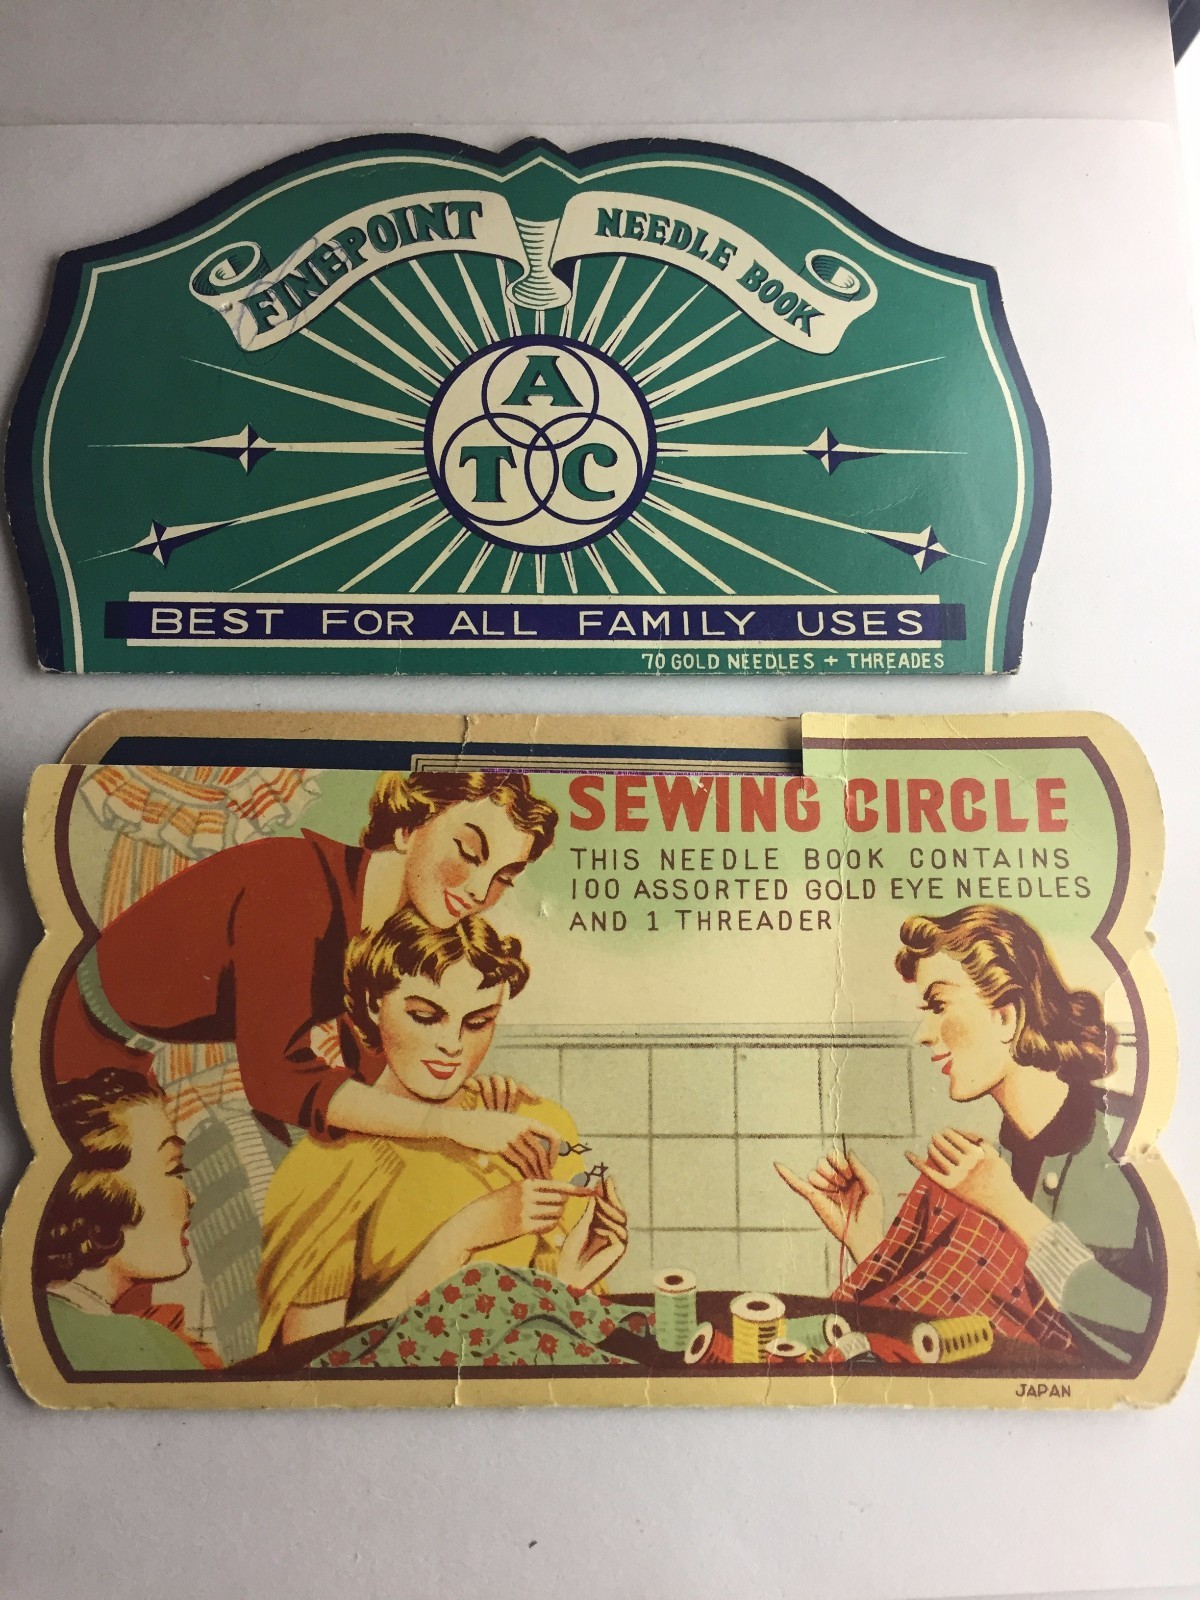 FINEPOINT NEEDLE BOOK
A
T C
BEST FOR ALL FAMILY USES
70 GOLD NEEDLES + THREADES
SEWING CIRCLE
THIS NEEDLE BOOK CONTAINS
100 ASSORTED GOLD EYE NEEDLES
AND 1 THREADER
JAPAN